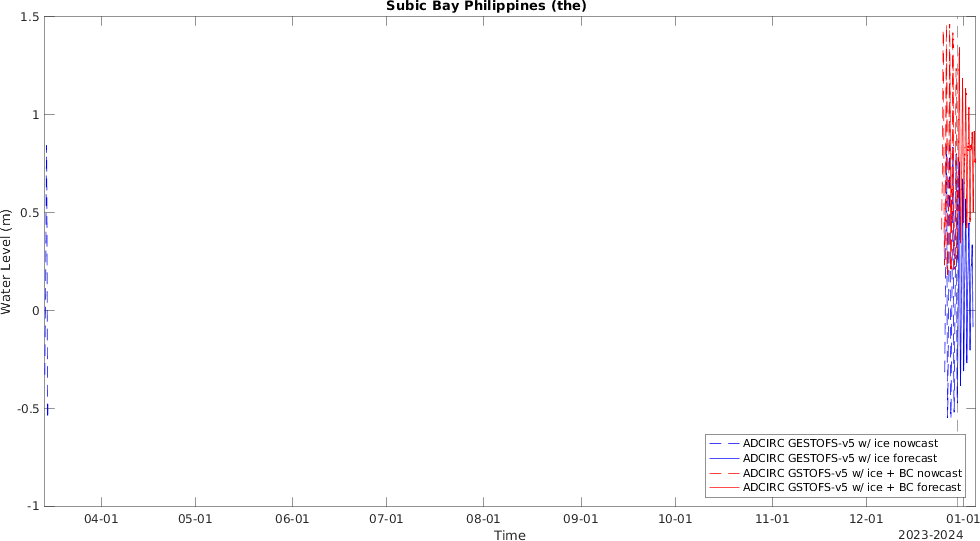 Subic Bay Philippines (the)
1.5
1
0.5
0
-0.5
-1
Water Level (m)
04-01 05-01 06-01 07-01 08-01 09-01 10-01 11-01 12-01 01-01
Time
2023-2024
ADCIRC GESTOFS-v5 w/ ice nowcast
ADCIRC GESTOFS-v5 w/ ice forecast
ADCIRC GSTOFS-v5 w/ ice + BC nowcast
ADCIRC GSTOFS-v5 w/ ice + BC forecast